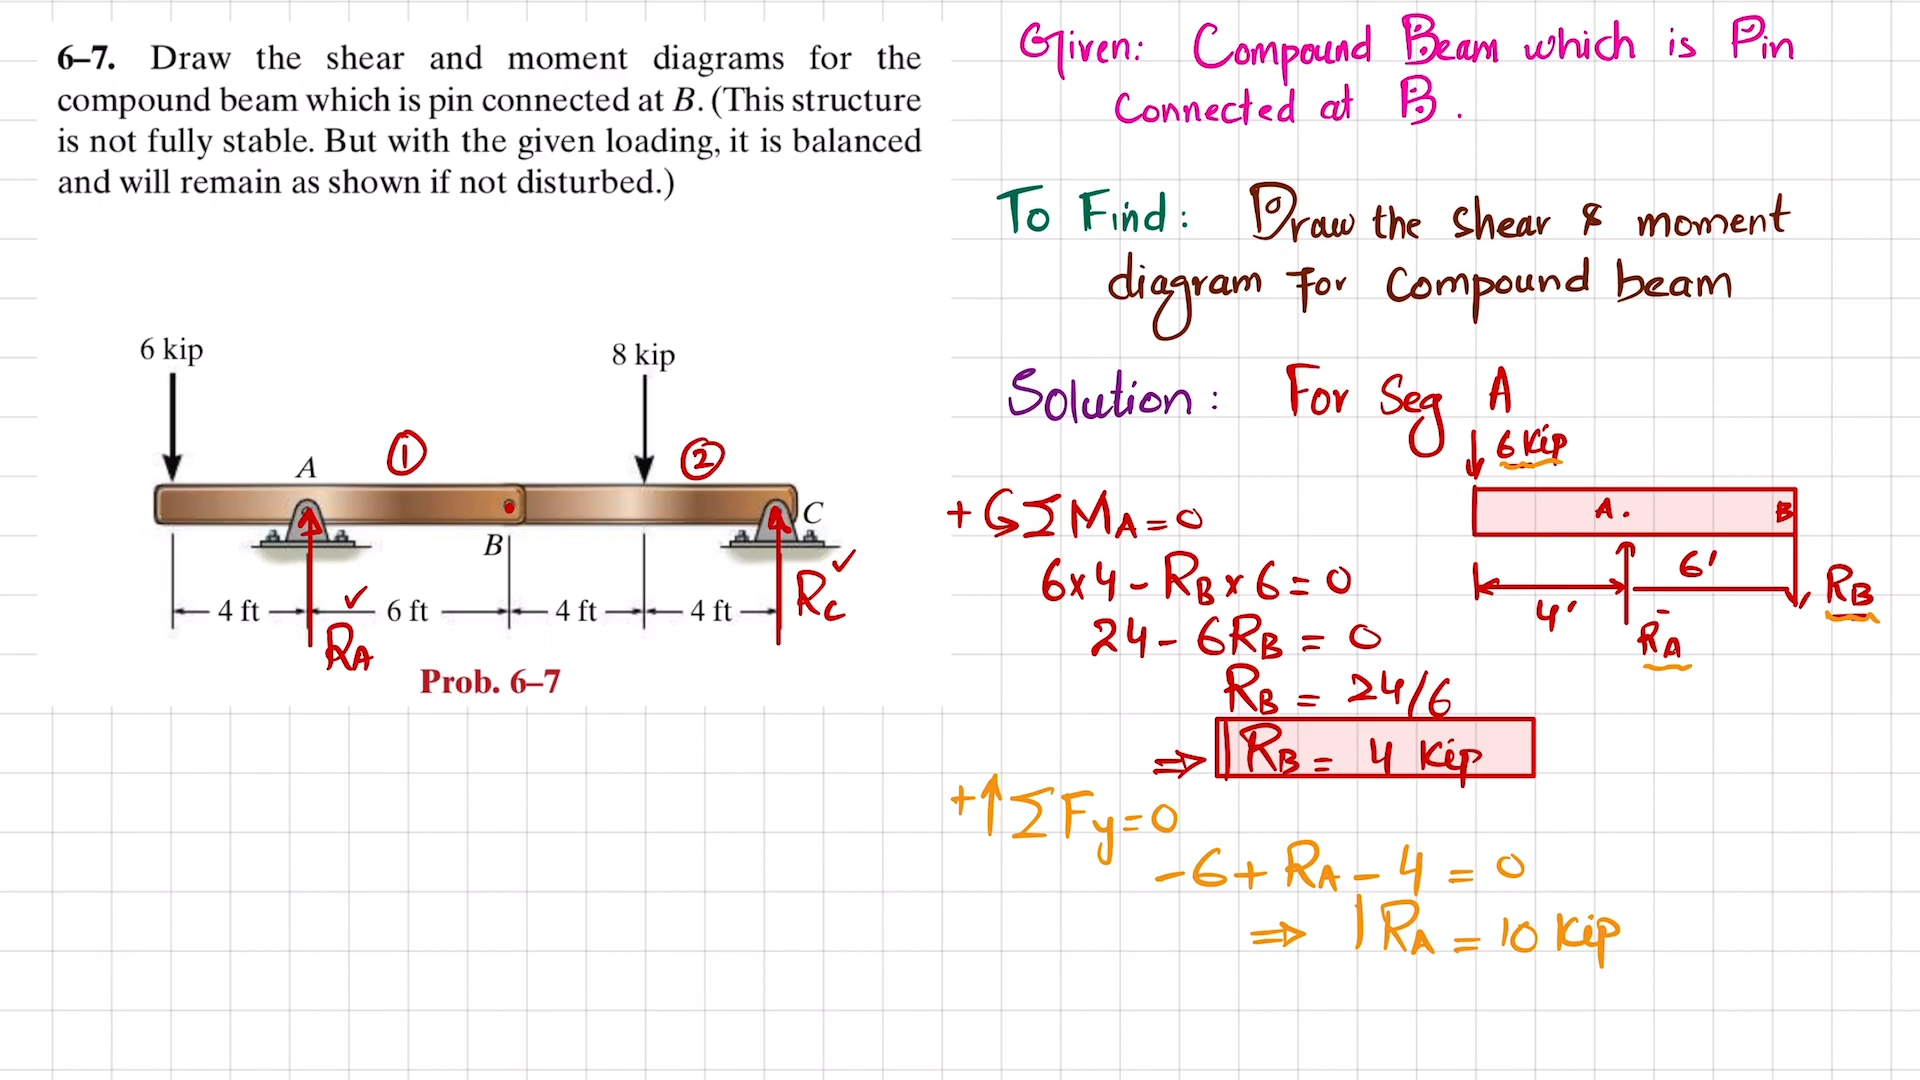 6–7. Draw the shear and moment diagrams for the
compound beam which is pin connected at B. (This structure
is not fully stable. But with the given loading, it is balanced
and will remain as shown if not disturbed.)
6 kip
8 kip
A
①
②
B
C
4 ft
6 ft
4 ft
4 ft
RA
RC
Prob. 6–7
Given: Compound Beam which is Pin
Connected at B.
To Find: Draw the shear & moment
diagram For Compound beam
Solution: For Seg A
6 Kip
A.
B
4'
6'
RA
RB
+ ↺ ΣMA = 0
6×4 - RB×6 = 0
24 - 6RB = 0
RB = 24/6
⇒ RB = 4 Kip
+↑ ΣFy = 0
-6 + RA - 4 = 0
⇒ RA = 10 Kip